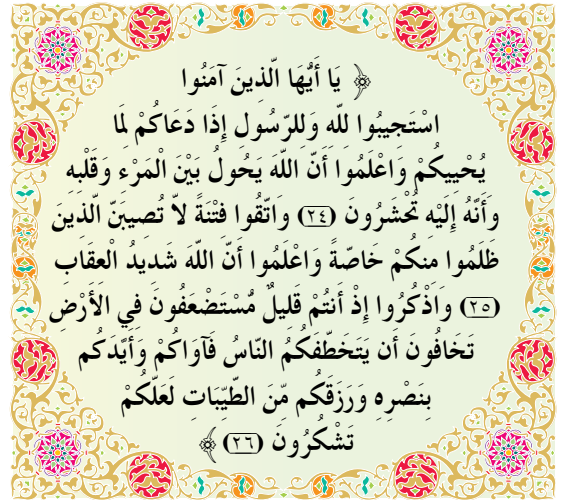 ﴿ يَا أَيُّهَا الَّذِينَ آمَنُوا
اسْتَجِيبُوا لِلّهِ وَلِلرَّسُولِ إِذَا دَعَاكُمْ لِمَا
يُحْيِيكُمْ وَاعْلَمُوا أَنَّ اللّهَ يَحُولُ بَيْنَ الْمَرْءِ وَقَلْبِهِ
وَأَنَّهُ إِلَيْهِ تُحْشَرُونَ (٢٤) وَاتَّقُوا فِتْنَةً لاَّ تُصِيبَنَّ الَّذِينَ
ظَلَمُوا مِنكُمْ خَاصَّةً وَاعْلَمُوا أَنَّ اللّهَ شَدِيدُ الْعِقَابِ
(٢٥) وَاذْكُرُوا إِذْ أَنتُمْ قَلِيلٌ مُّسْتَضْعَفُونَ فِي الأَرْضِ
تَخَافُونَ أَن يَتَخَطَّفَكُمُ النَّاسُ فَآوَاكُمْ وَأَيَّدَكُم
بِنَصْرِهِ وَرَزَقَكُم مِّنَ الطَّيِّبَاتِ لَعَلَّكُمْ
تَشْكُرُونَ (٢٦) ﴾